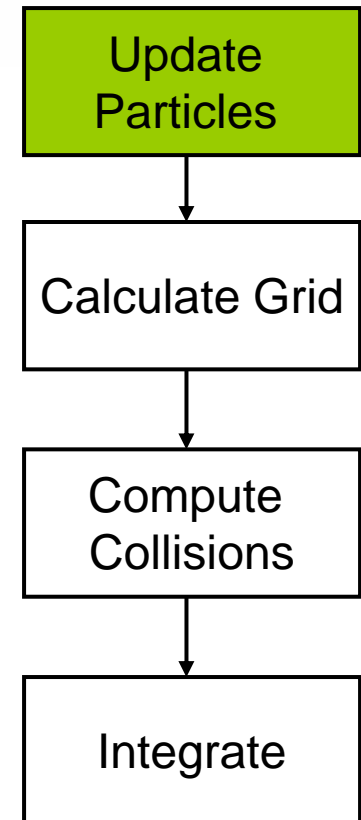 Update
Particles
Calculate Grid
Compute
Collisions
Integrate